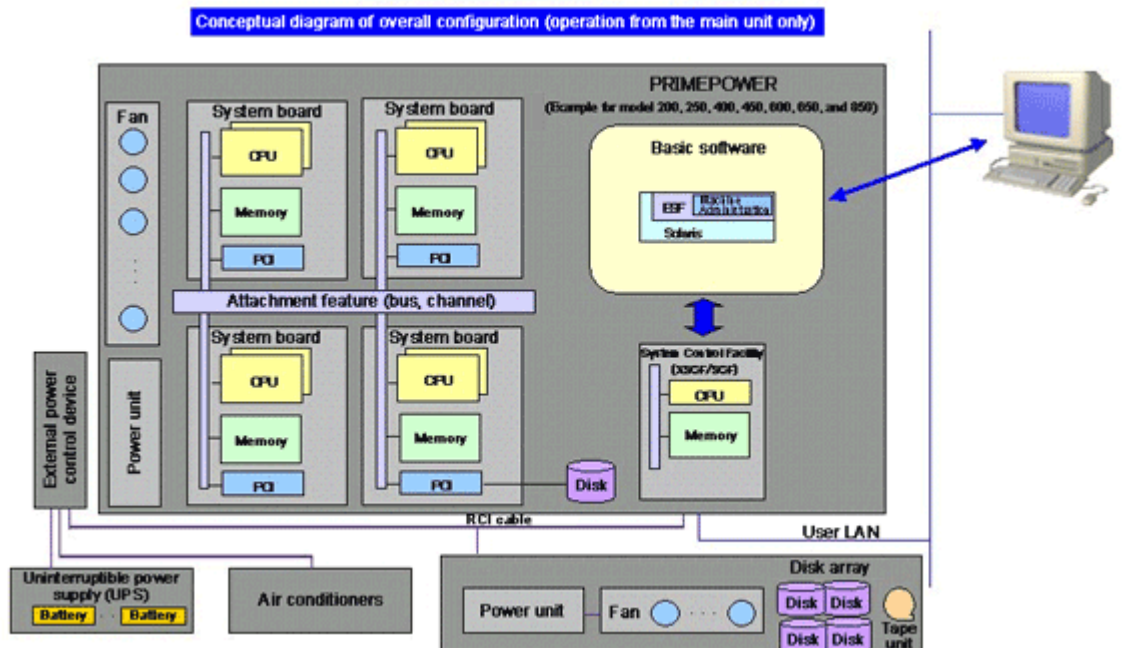 Conceptual diagram of overall configuration (operation from the main unit only)
PRIMEPOWER
(Example for model 200, 250, 400, 450, 600, 650, and 850)
Fan
System board
CPU
Memory
PCI
System board
CPU
Memory
PCI
Basic software
ESF
Machine
Administration
Solaris
Attachment feature (bus, channel)
System board
CPU
Memory
PCI
System board
CPU
Memory
PCI
Disk
System Control Facility
(XSCF/SCF)
CPU
Memory
External power
control device
Power unit
RCI cable
User LAN
Uninterruptible power
supply (UPS)
Battery
Battery
Air conditioners
Power unit
Fan
Disk array
Disk
Disk
Disk
Disk
Tape
unit